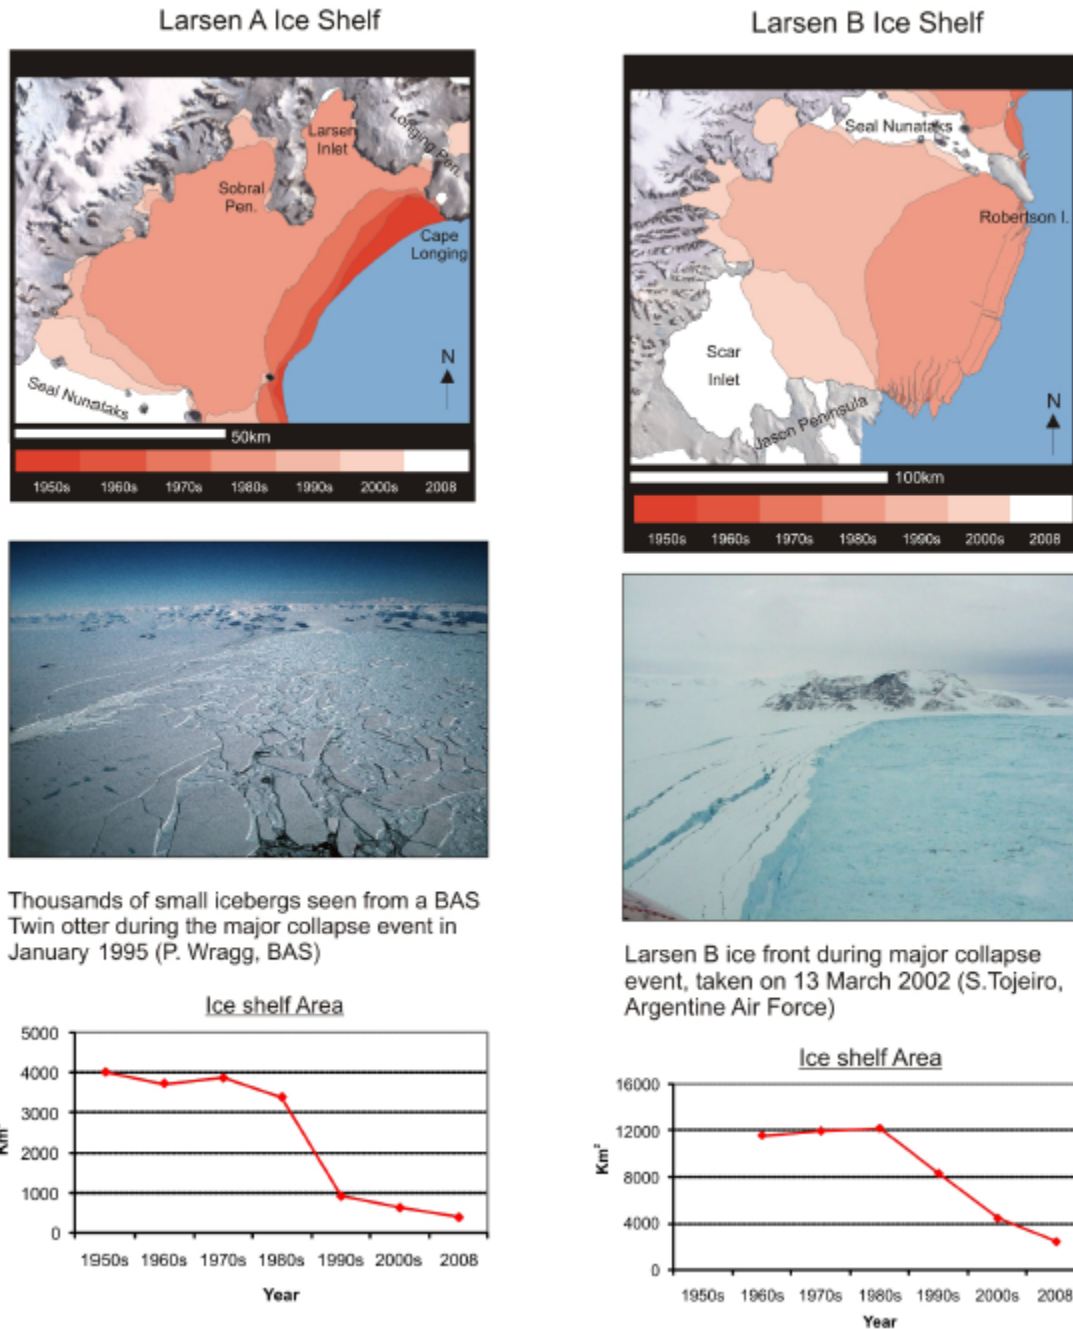 Larsen A Ice Shelf
Larsen
Inlet
Longing Pen.
Sobral
Pen.
Cape
Longing
Seal Nunataks
N
50km
1950s 1960s 1970s 1980s 1990s 2000s 2008
Thousands of small icebergs seen from a BAS
Twin otter during the major collapse event in
January 1995 (P. Wragg, BAS)
Ice shelf Area
5000
4000
3000
2000
1000
0
Km²
1950s 1960s 1970s 1980s 1990s 2000s 2008
Year
Larsen B Ice Shelf
Seal Nunataks
Robertson I.
Scar
Inlet
Jason Peninsula
N
100km
1950s 1960s 1970s 1980s 1990s 2000s 2008
Larsen B ice front during major collapse
event, taken on 13 March 2002 (S.Tojeiro,
Argentine Air Force)
Ice shelf Area
16000
12000
8000
4000
0
Km²
1950s 1960s 1970s 1980s 1990s 2000s 2008
Year